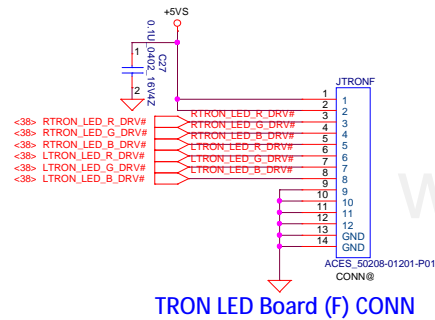 +5VS
1
2
0.1U_0402_16V4Z
C27
JTRONF
<38> RTRON_LED_R_DRV#
<38> RTRON_LED_G_DRV#
<38> RTRON_LED_B_DRV#
<38> LTRON_LED_R_DRV#
<38> LTRON_LED_G_DRV#
<38> LTRON_LED_B_DRV#
RTRON_LED_R_DRV#
RTRON_LED_G_DRV#
RTRON_LED_B_DRV#
LTRON_LED_R_DRV#
LTRON_LED_G_DRV#
LTRON_LED_B_DRV#
1 1
2 2
3 3
4 4
5 5
6 6
7 7
8 8
9 9
10 10
11 11
12 12
13 GND
14 GND
W
ACES_50208-01201-P01
CONN@
TRON LED Board (F) CONN